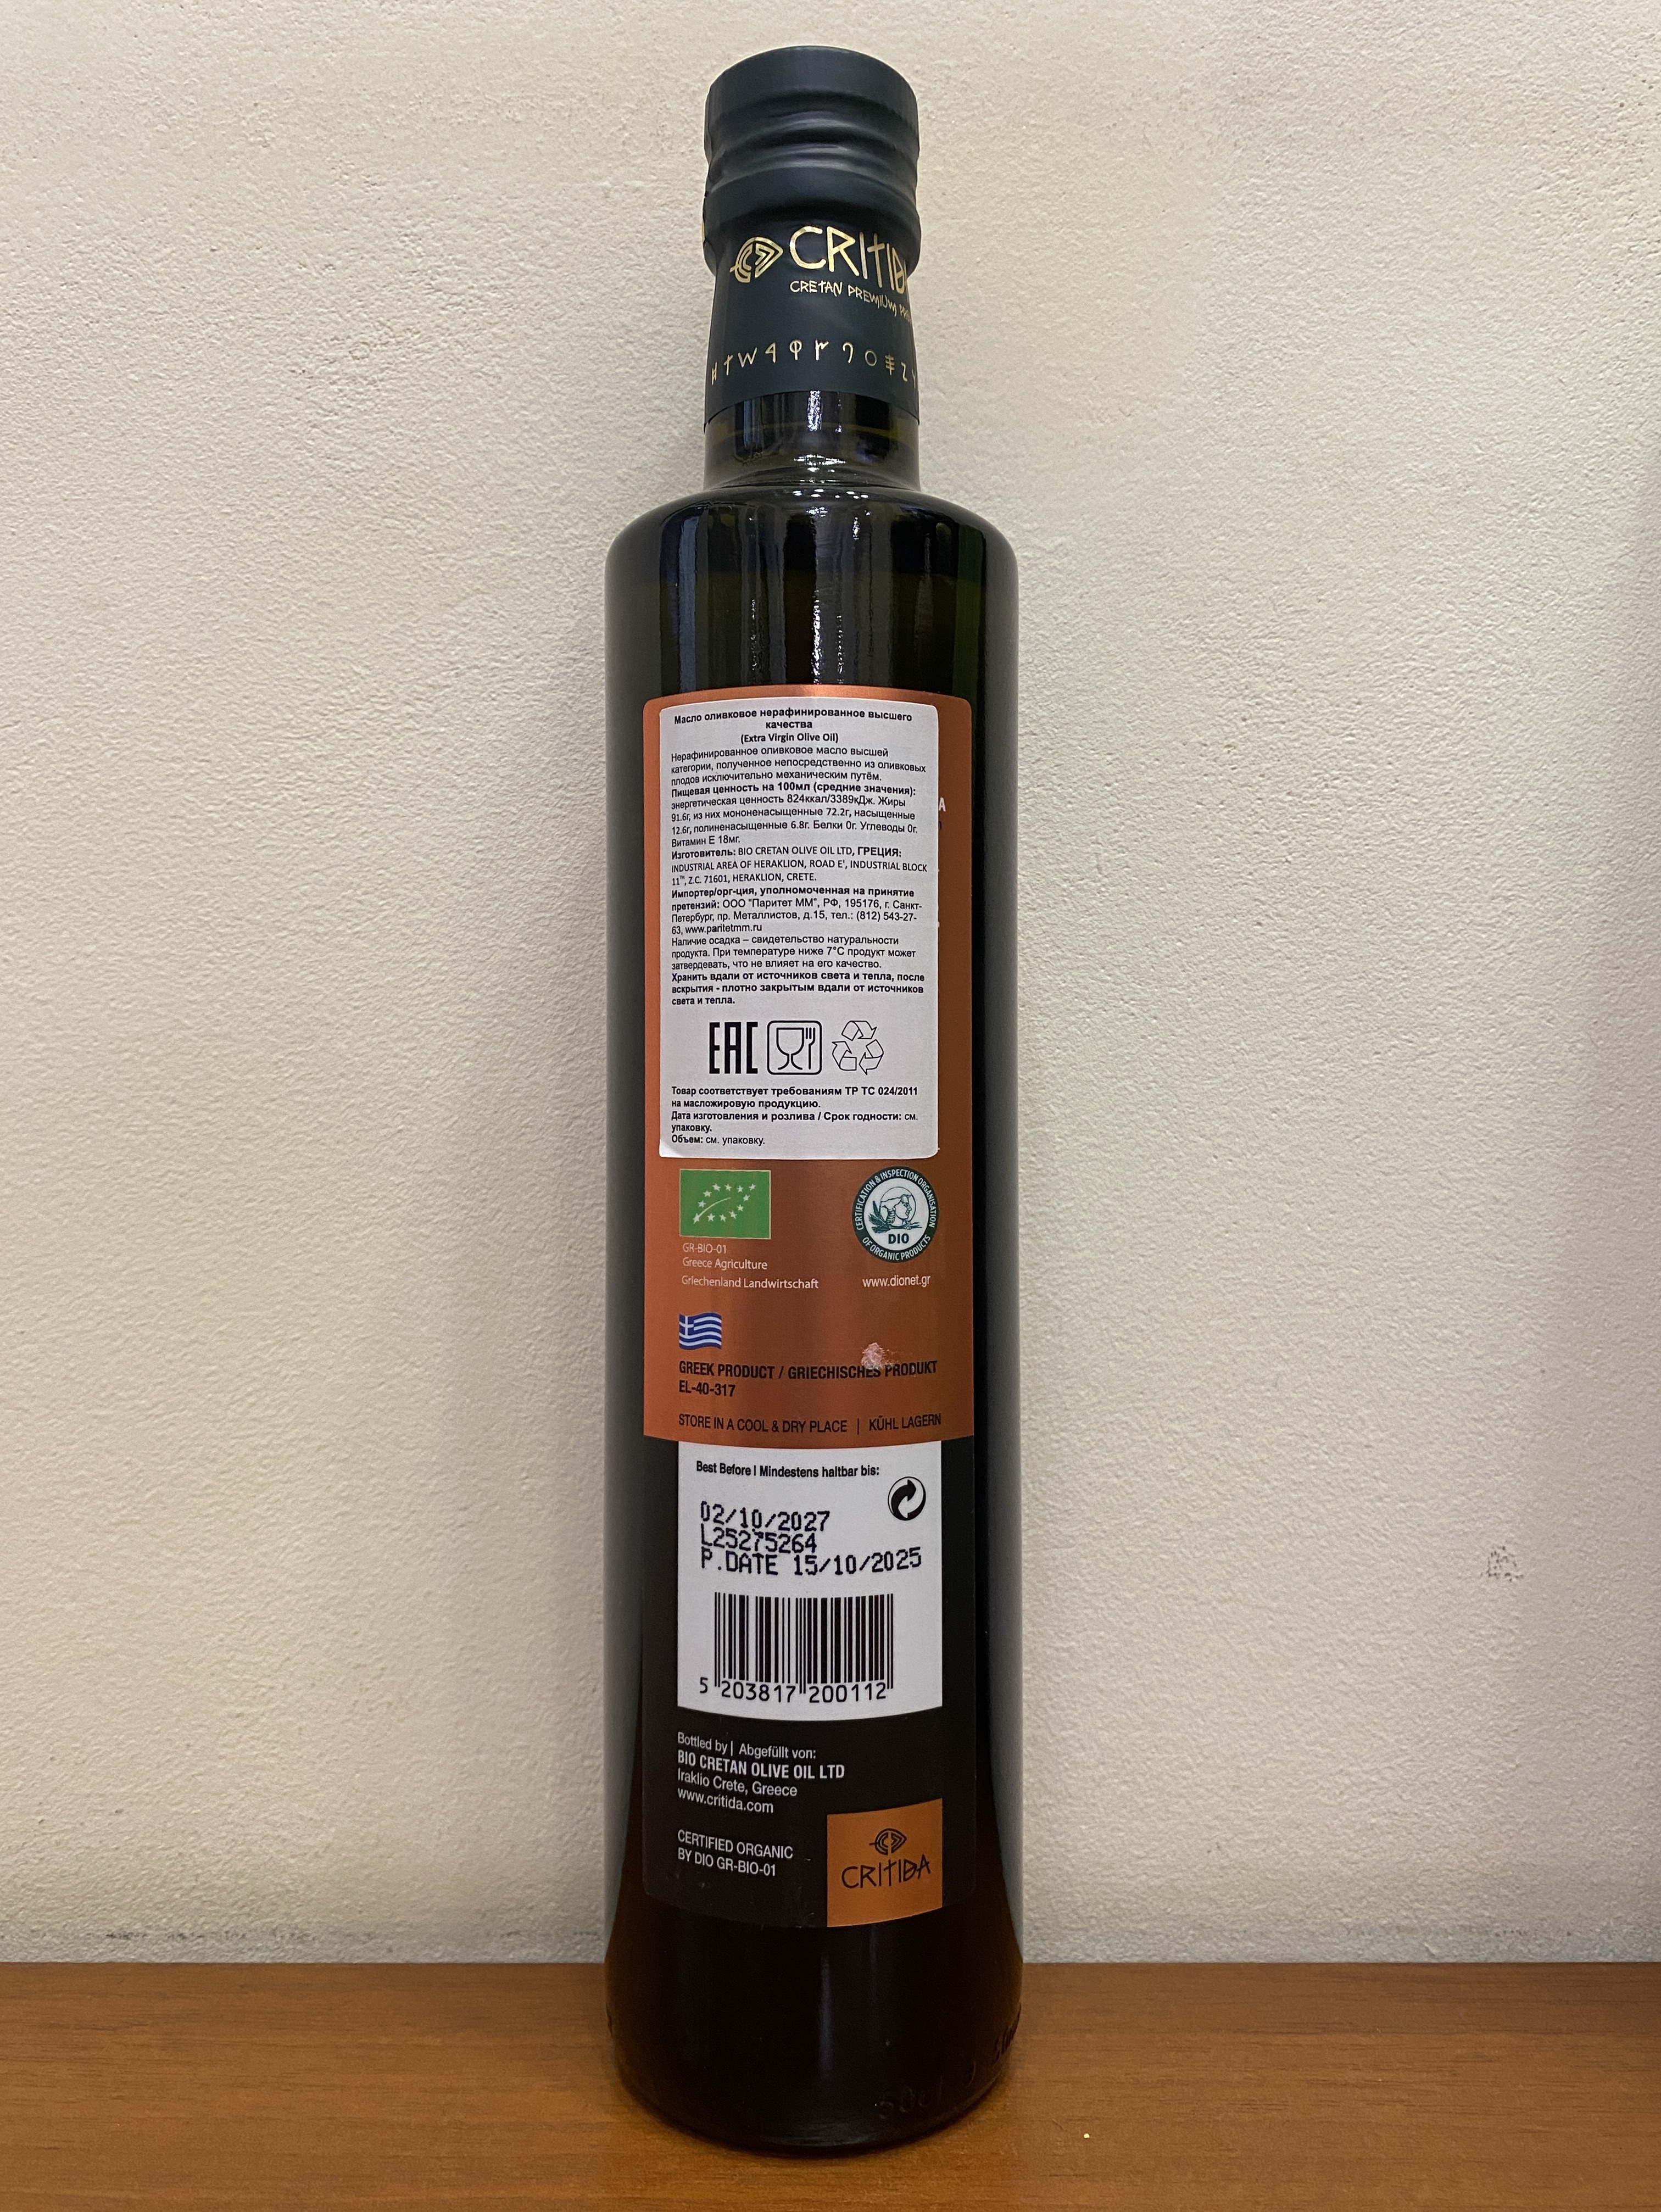 CRITID
CRETAN PREMIUM
Масло оливковое нерафинированное высшего
качества
(Extra Virgin Olive Oil)
Нерафинированное оливковое масло высшей
категории, полученное непосредственно из оливковых
плодов исключительно механическим путём.
Пищевая ценность на 100мл (средние значения):
энергетическая ценность 824ккал/3389кДж. Жиры
91.6г, из них мононенасыщенные 72.2г, насыщенные
12.6г, полиненасыщенные 6.8г. Белки 0г. Углеводы 0г.
Витамин Е 18мг.
Изготовитель: BIO CRETAN OLIVE OIL LTD, ГРЕЦИЯ:
INDUSTRIAL AREA OF HERAKLION, ROAD E', INDUSTRIAL BLOCK
11TH, Z.C. 71601, HERAKLION, CRETE.
Импортер/орг-ция, уполномоченная на принятие
претензий: ООО "Паритет ММ", РФ, 195176, г. Санкт-
Петербург, пр. Металлистов, д.15, тел.: (812) 543-27-
63, www.paritetmm.ru
Наличие осадка – свидетельство натуральности
продукта. При температуре ниже 7°C продукт может
затвердевать, что не влияет на его качество.
Хранить вдали от источников света и тепла, после
вскрытия - плотно закрытым вдали от источников
света и тепла.
EAC
Товар соответствует требованиям ТР ТС 024/2011
на масложировую продукцию.
Дата изготовления и розлива / Срок годности: см.
упаковку.
Объем: см. упаковку.
A
CERTIFICATION & INSPECTION ORGANISATION
DIO
OF ORGANIC PRODUCTS
GR-BIO-01
Greece Agriculture
Griechenland Landwirtschaft
www.dionet.gr
GREEK PRODUCT / GRIECHISCHES PRODUKT
EL-40-317
STORE IN A COOL & DRY PLACE | KÜHL LAGERN
Best Before | Mindestens haltbar bis:
02/10/2027
L25275264
P.DATE 15/10/2025
5 203817 200112
Bottled by | Abgefüllt von:
BIO CRETAN OLIVE OIL LTD
Iraklio Crete, Greece
www.critida.com
CERTIFIED ORGANIC
BY DIO GR-BIO-01
CRITIDA